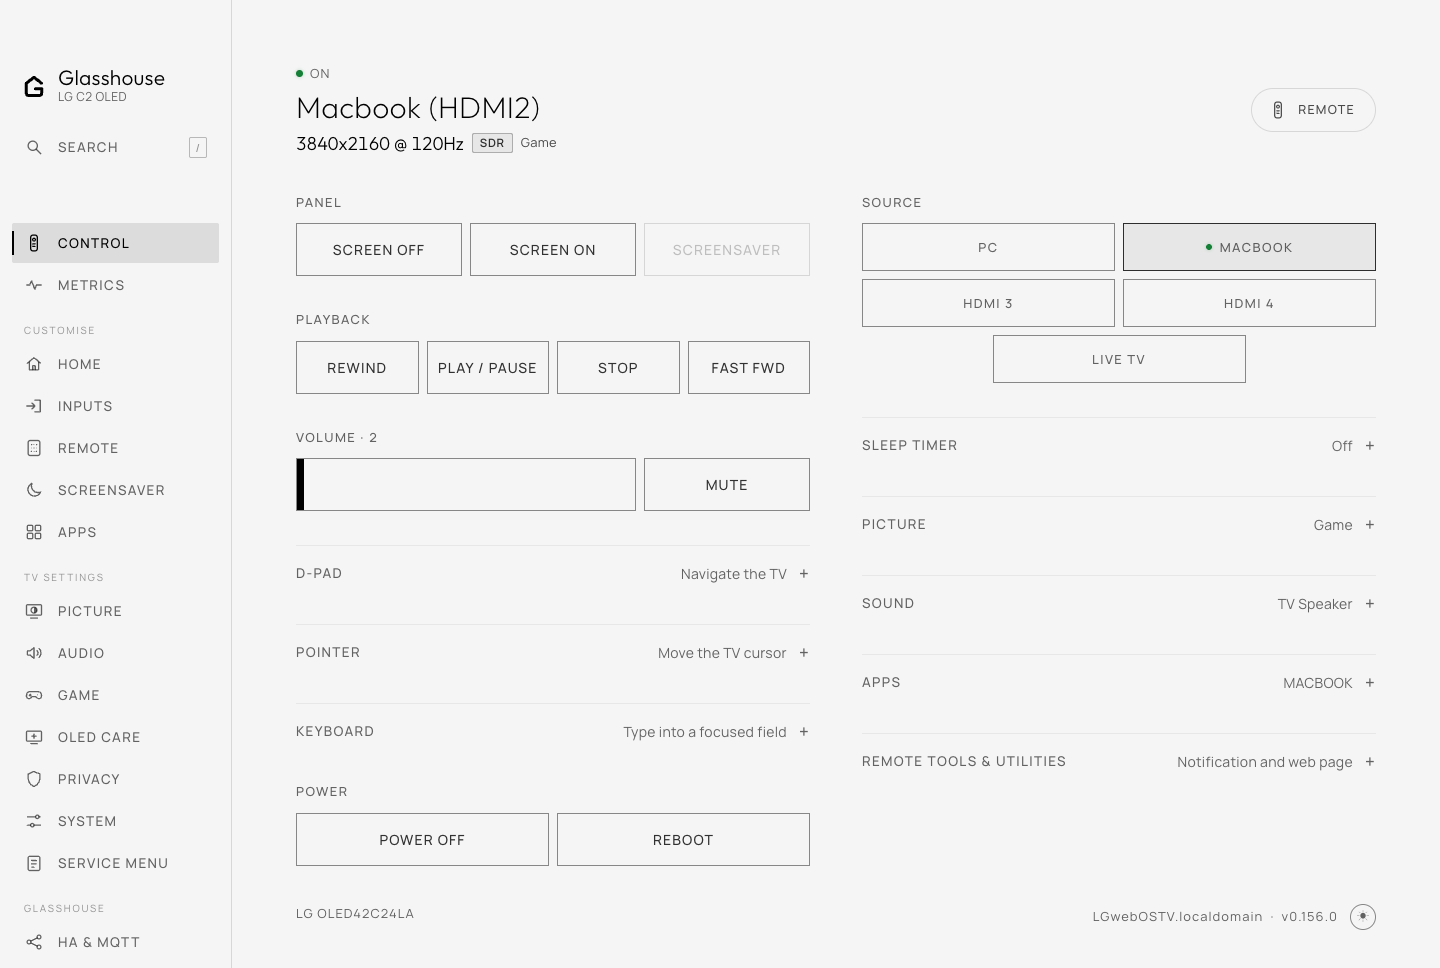 Glasshouse
LG C2 OLED
SEARCH /
CONTROL
METRICS
CUSTOMISE
HOME
INPUTS
REMOTE
SCREENSAVER
APPS
TV SETTINGS
PICTURE
AUDIO
GAME
OLED CARE
PRIVACY
SYSTEM
SERVICE MENU
GLASSHOUSE
HA & MQTT
ON
Macbook (HDMI2)
3840x2160 @ 120Hz SDR Game
REMOTE
PANEL
SCREEN OFF SCREEN ON SCREENSAVER
PLAYBACK
REWIND PLAY / PAUSE STOP FAST FWD
VOLUME · 2
MUTE
D-PAD Navigate the TV +
POINTER Move the TV cursor +
KEYBOARD Type into a focused field +
POWER
POWER OFF REBOOT
SOURCE
PC MACBOOK
HDMI 3 HDMI 4
LIVE TV
SLEEP TIMER Off +
PICTURE Game +
SOUND TV Speaker +
APPS MACBOOK +
REMOTE TOOLS & UTILITIES Notification and web page +
LG OLED42C24LA
LGwebOSTV.localdomain · v0.156.0